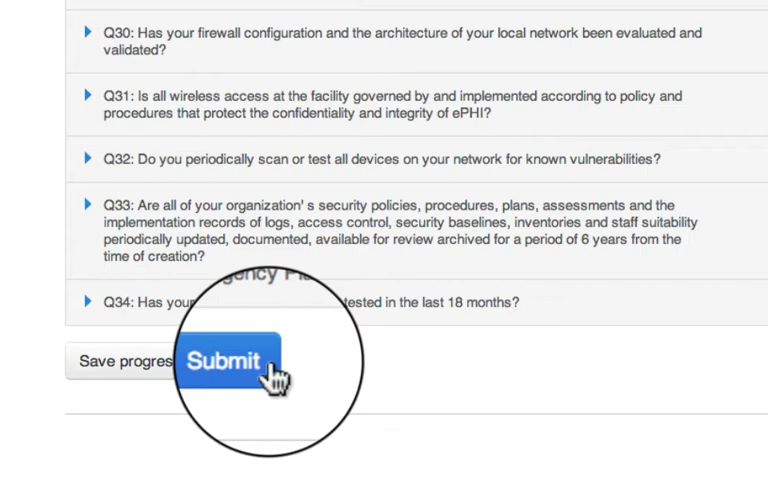 Q30: Has your firewall configuration and the architecture of your local network been evaluated and
validated?
Q31: Is all wireless access at the facility governed by and implemented according to policy and
procedures that protect the confidentiality and integrity of ePHI?
Q32: Do you periodically scan or test all devices on your network for known vulnerabilities?
Q33: Are all of your organization' s security policies, procedures, plans, assessments and the
implementation records of logs, access control, security baselines, inventories and staff suitability
periodically updated, documented, available for review archived for a period of 6 years from the
time of creation?
Q34: Has your tested in the last 18 months?
Save progres Submit